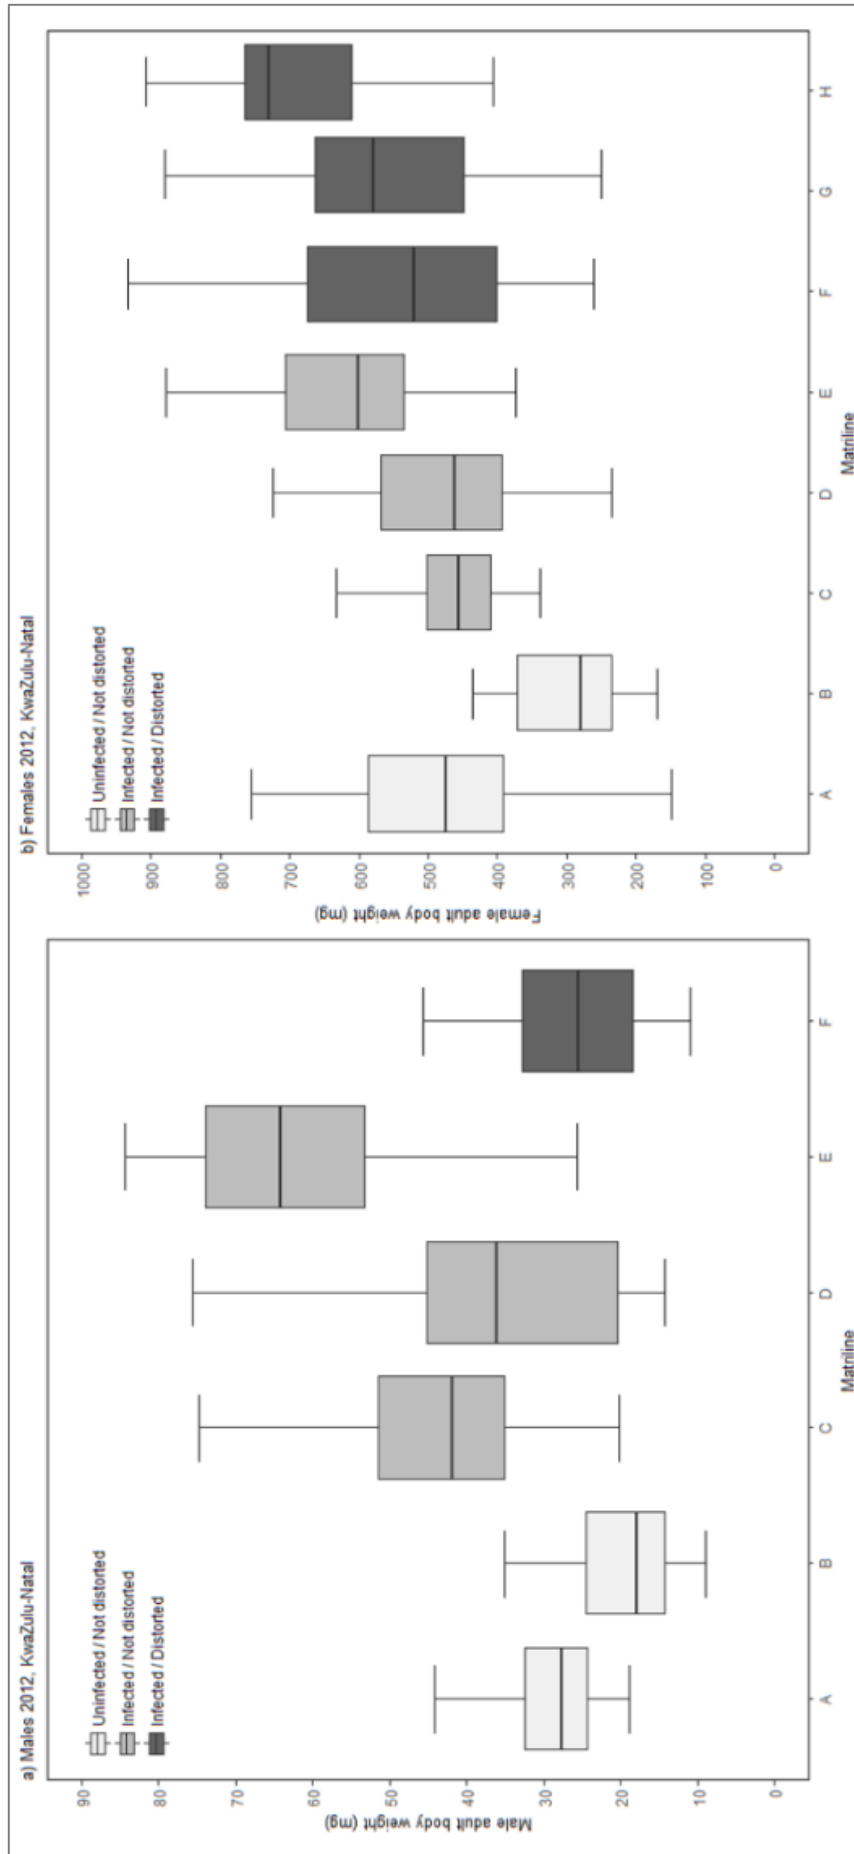 a) Males 2012, KwaZulu-Natal
Uninfected / Not distorted
Infected / Not distorted
Infected / Distorted
Male adult body weight (mg)
90
80
70
60
50
40
30
20
10
0
A B C D E F
Matriline
b) Females 2012, KwaZulu-Natal
Uninfected / Not distorted
Infected / Not distorted
Infected / Distorted
Female adult body weight (mg)
1000
900
800
700
600
500
400
300
200
100
0
A B C D E F G H
Matriline